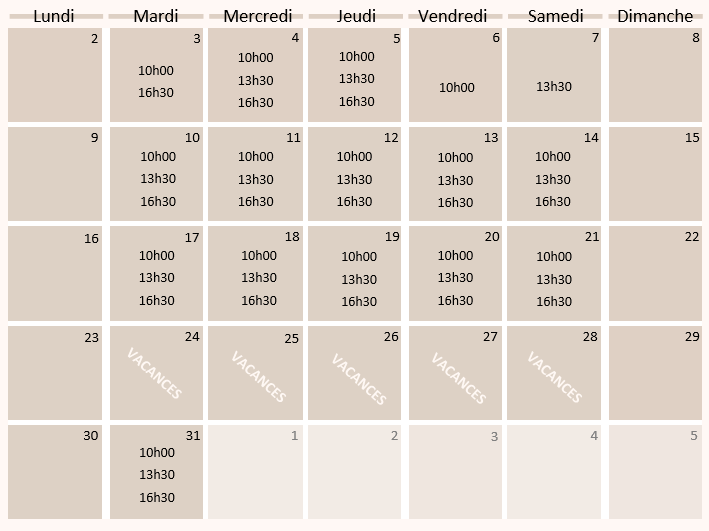 Lundi Mardi Mercredi Jeudi Vendredi Samedi Dimanche
2 3 4 5 6 7 8
10h00 10h00 10h00 10h00 13h30
16h30 13h30 13h30
16h30 16h30
9 10 11 12 13 14 15
10h00 10h00 10h00 10h00 10h00
13h30 13h30 13h30 13h30 13h30
16h30 16h30 16h30 16h30 16h30
16 17 18 19 20 21 22
10h00 10h00 10h00 10h00 10h00
13h30 13h30 13h30 13h30 13h30
16h30 16h30 16h30 16h30 16h30
23 24 25 26 27 28 29
VACANCES VACANCES VACANCES VACANCES VACANCES
30 31 1 2 3 4 5
10h00
13h30
16h30